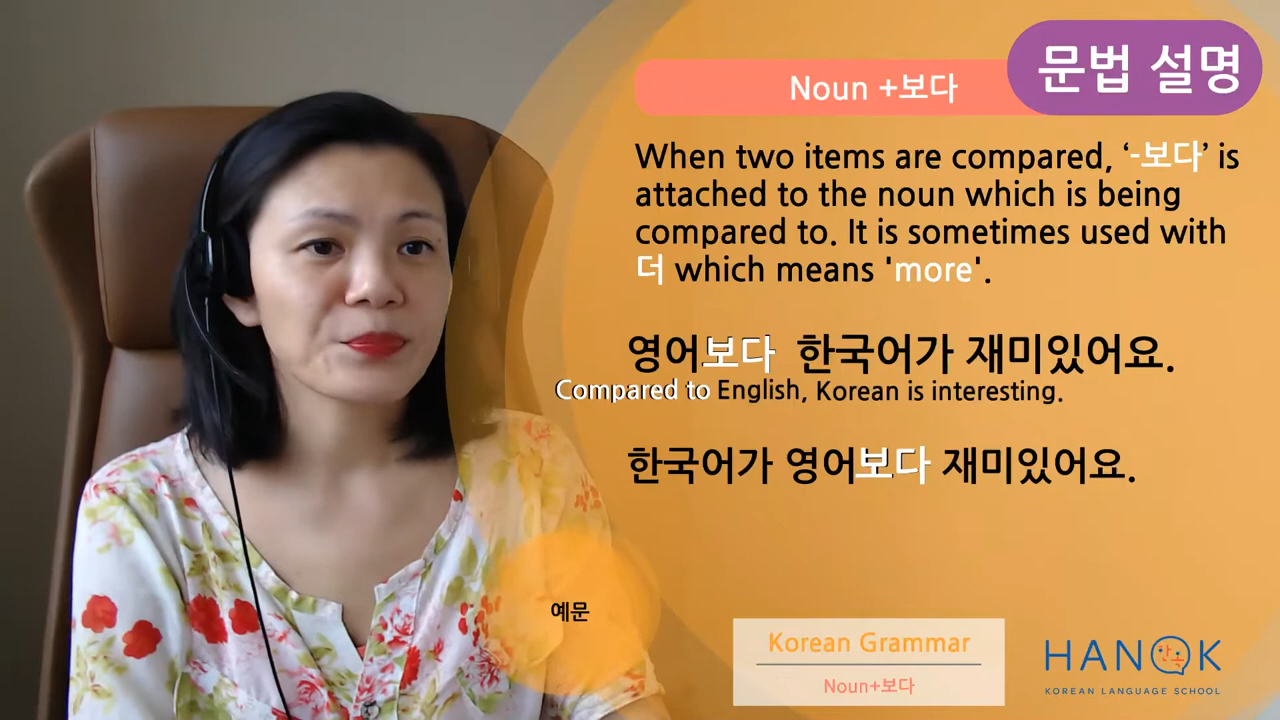 문법 설명
Noun +보다
When two items are compared, ‘-보다’ is
attached to the noun which is being
compared to. It is sometimes used with
더 which means 'more'.
영어보다 한국어가 재미있어요.
Compared to English, Korean is interesting.
한국어가 영어보다 재미있어요.
예문
Korean Grammar
Noun+보다
HANOK
한옥
KOREAN LANGUAGE SCHOOL